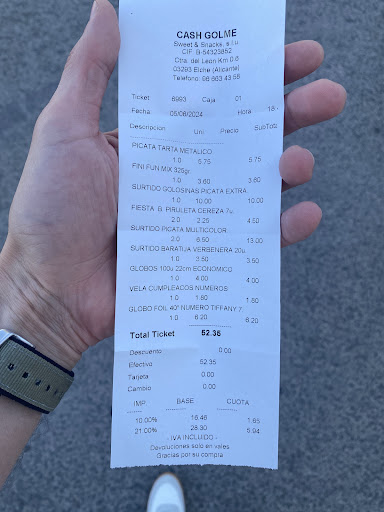 CASH GOLME
Sweet & Snacks, s.l.u
CIF: B-54323852
Ctra. del Leon Km 0.6
03293 Elche (Alicante)
Telefono: 96 663 43 58
Ticket 6993 Caja 01
Fecha: 05/06/2024 Hora: 18:
Descripcion Uni Precio SubTota
PICATA TARTA METALICO
1.0 5.75 5.75
FINI FUN MIX 325gr.
1.0 3.60 3.60
SURTIDO GOLOSINAS PICATA EXTRA.
1.0 10.00 10.00
FIESTA B. PIRULETA CEREZA 7u.
2.0 2.25 4.50
SURTIDO PICATA MULTICOLOR
2.0 6.50 13.00
SURTIDO BARATIJA VERBENERA 20u.
1.0 3.50 3.50
GLOBOS 100u 22cm ECONOMICO
1.0 4.00 4.00
VELA CUMPLEAÑOS NUMEROS
1.0 1.80 1.80
GLOBO FOIL 40" NUMERO TIFFANY 7.
1.0 6.20 6.20
Total Ticket 52.35
Descuento 0.00
Efectivo 52.35
Tarjeta 0.00
Cambio 0.00
IMP BASE CUOTA
10.00% 16.46 1.65
21.00% 28.30 5.94
- IVA INCLUIDO -
Devoluciones solo en vales
Gracias por su compra